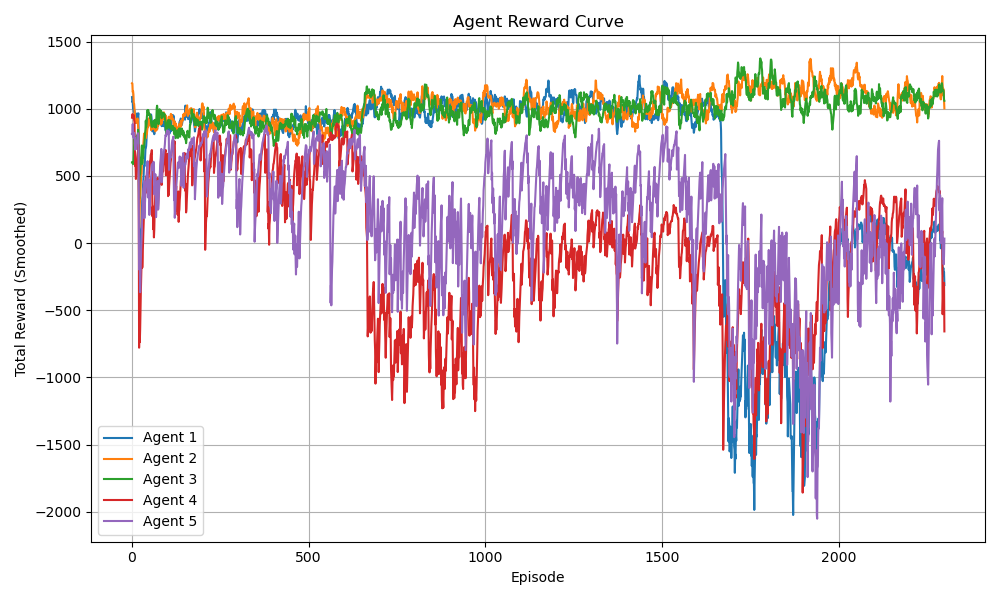 Agent Reward Curve
Total Reward (Smoothed)
1500
1000
500
0
−500
−1000
−1500
−2000
Agent 1
Agent 2
Agent 3
Agent 4
Agent 5
0 500 1000 1500 2000
Episode